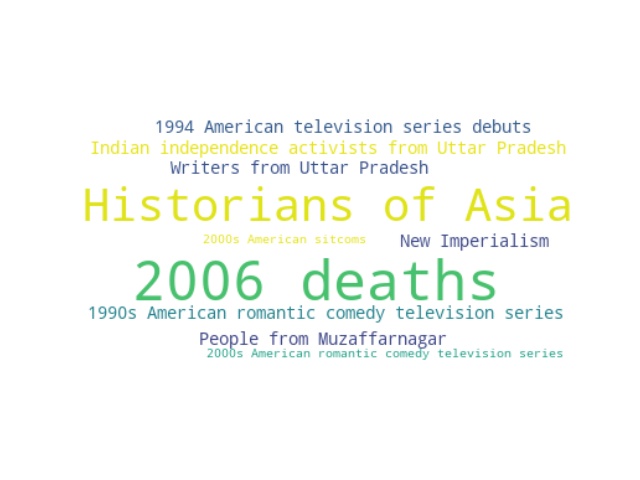 1994 American television series debuts
Indian independence activists from Uttar Pradesh
Writers from Uttar Pradesh
Historians of Asia
2000s American sitcoms
New Imperialism
2006 deaths
1990s American romantic comedy television series
People from Muzaffarnagar
2000s American romantic comedy television series